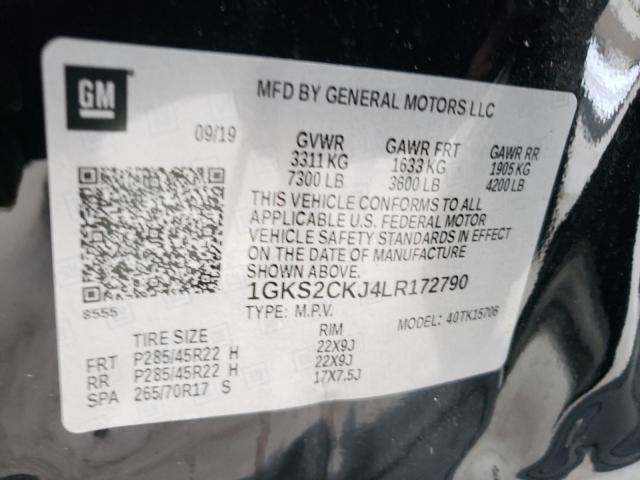 GM
MFD BY GENERAL MOTORS LLC
09/19
GVWR GAWR FRT GAWR RR
3311 KG 1633 KG 1905 KG
7300 LB 3600 LB 4200 LB
THIS VEHICLE CONFORMS TO ALL
APPLICABLE U.S. FEDERAL MOTOR
VEHICLE SAFETY STANDARDS IN EFFECT
ON THE DATE OF MANUFACTURE
SHOWN ABOVE.
1GKS2CKJ4LR172790
8555
TYPE: M.P.V. MODEL: 40TK15706
TIRE SIZE RIM
FRT P285/45R22 H 22X9J
RR P285/45R22 H 22X9J
SPA 265/70R17 S 17X7.5J